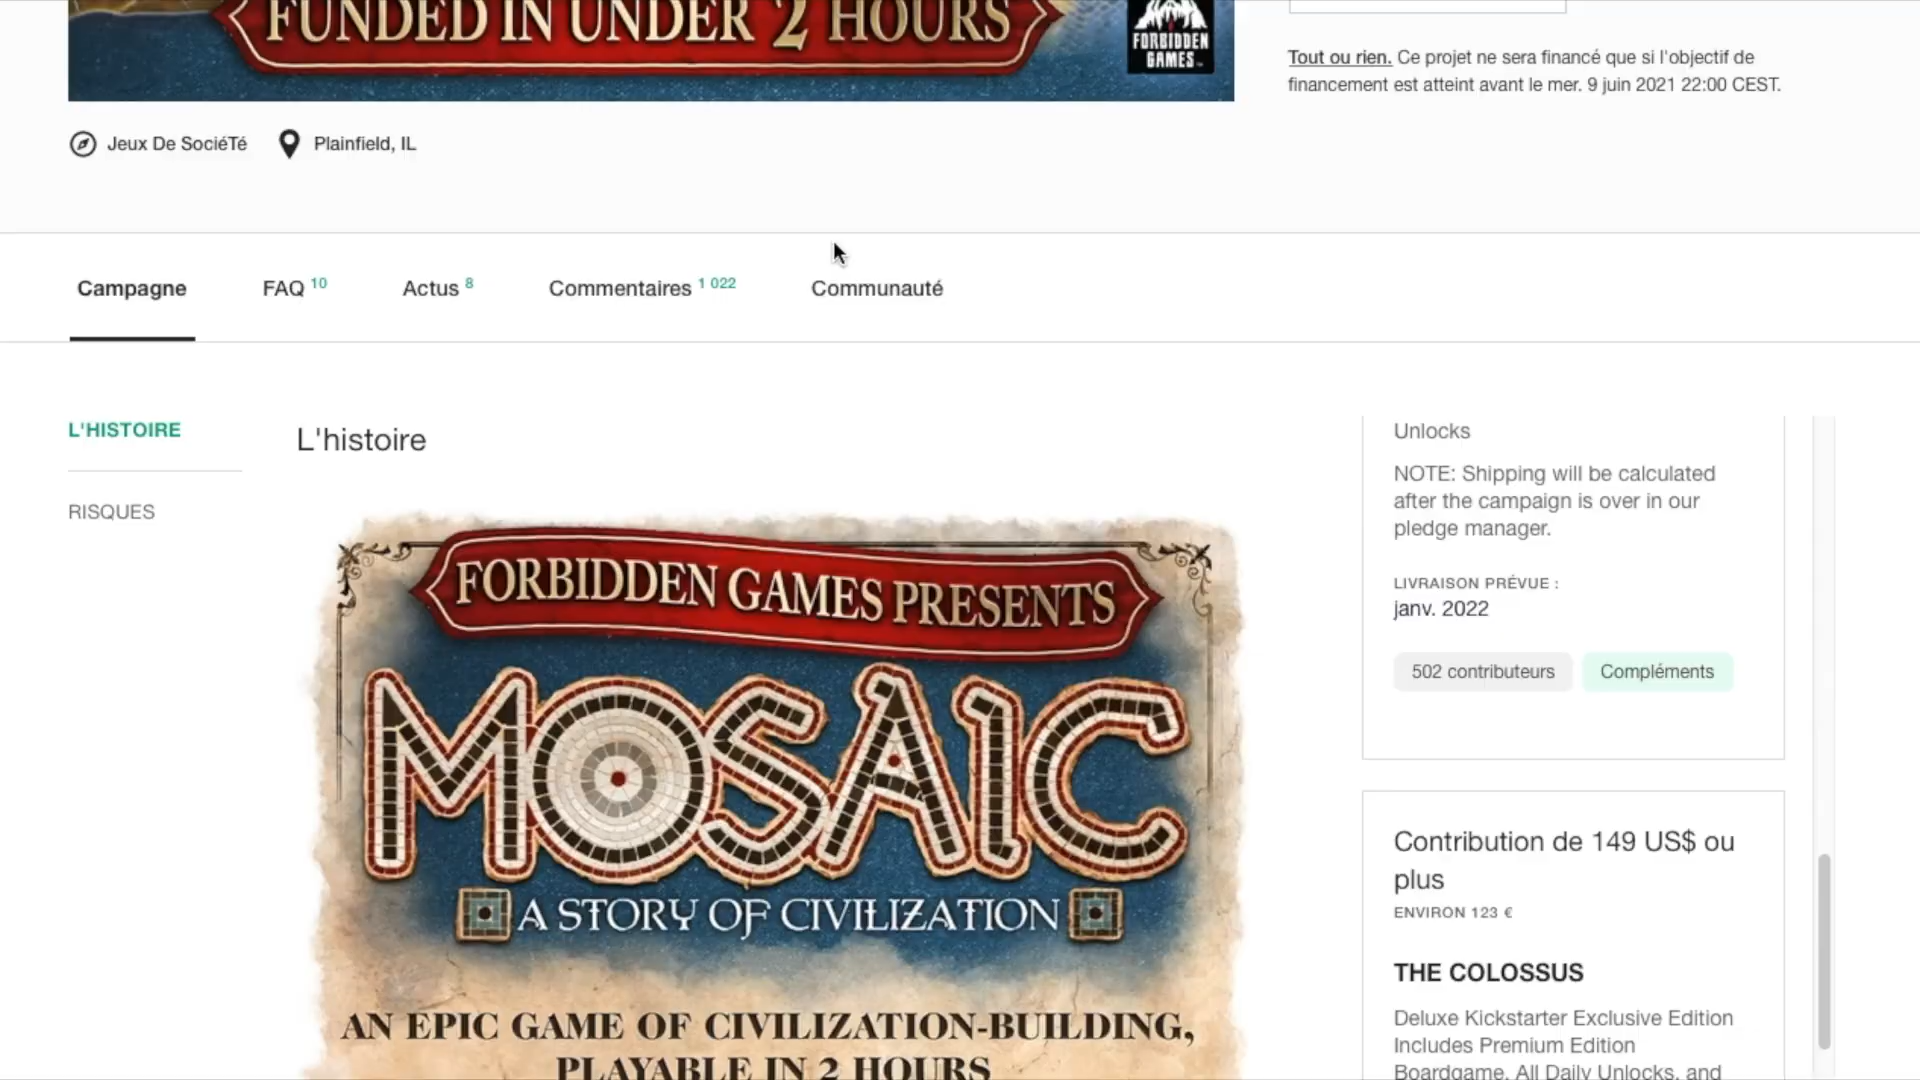 FUNDED IN UNDER 2 HOURS
FORBIDDEN
GAMES
Tout ou rien. Ce projet ne sera financé que si l'objectif de
financement est atteint avant le mer. 9 juin 2021 22:00 CEST.
Jeux De SociéTé
Plainfield, IL
Campagne
FAQ 10
Actus 8
Commentaires 1 022
Communauté
L'HISTOIRE
RISQUES
L'histoire
FORBIDDEN GAMES PRESENTS
MOSAIC
A STORY OF CIVILIZATION
AN EPIC GAME OF CIVILIZATION-BUILDING,
PLAYABLE IN 2 HOURS
Unlocks
NOTE: Shipping will be calculated
after the campaign is over in our
pledge manager.
LIVRAISON PRÉVUE :
janv. 2022
502 contributeurs
Compléments
Contribution de 149 US$ ou
plus
ENVIRON 123 €
THE COLOSSUS
Deluxe Kickstarter Exclusive Edition
Includes Premium Edition
Boardgame, All Daily Unlocks, and